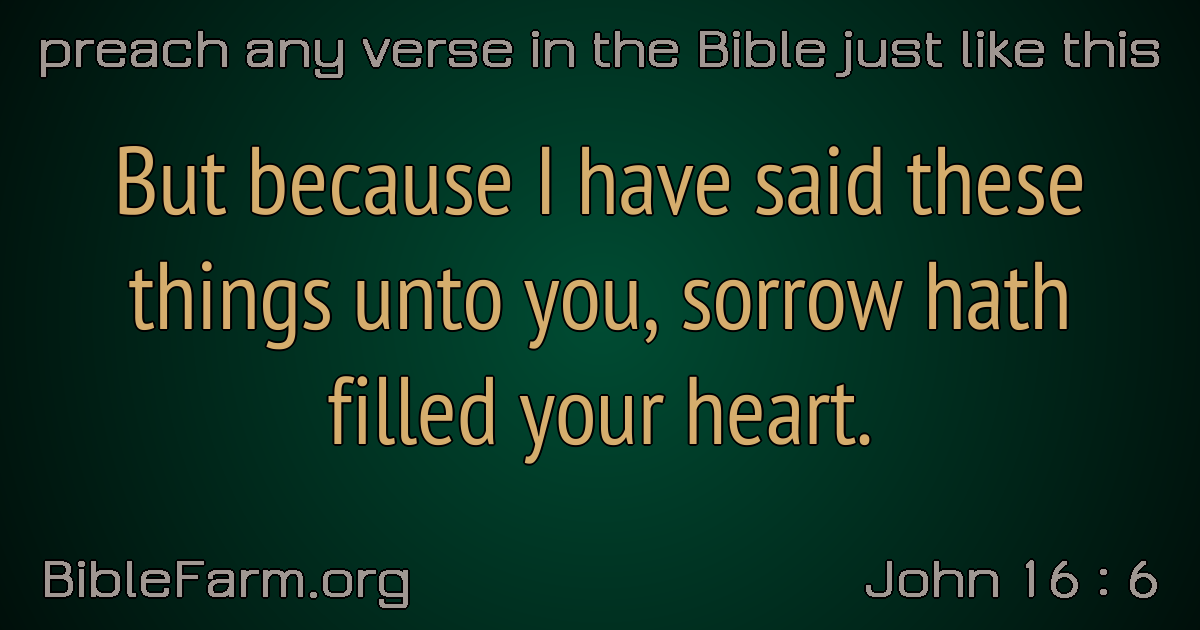 preach any verse in the Bible just like this
But because I have said these
things unto you, sorrow hath
filled your heart.
BibleFarm.org
John 16 : 6